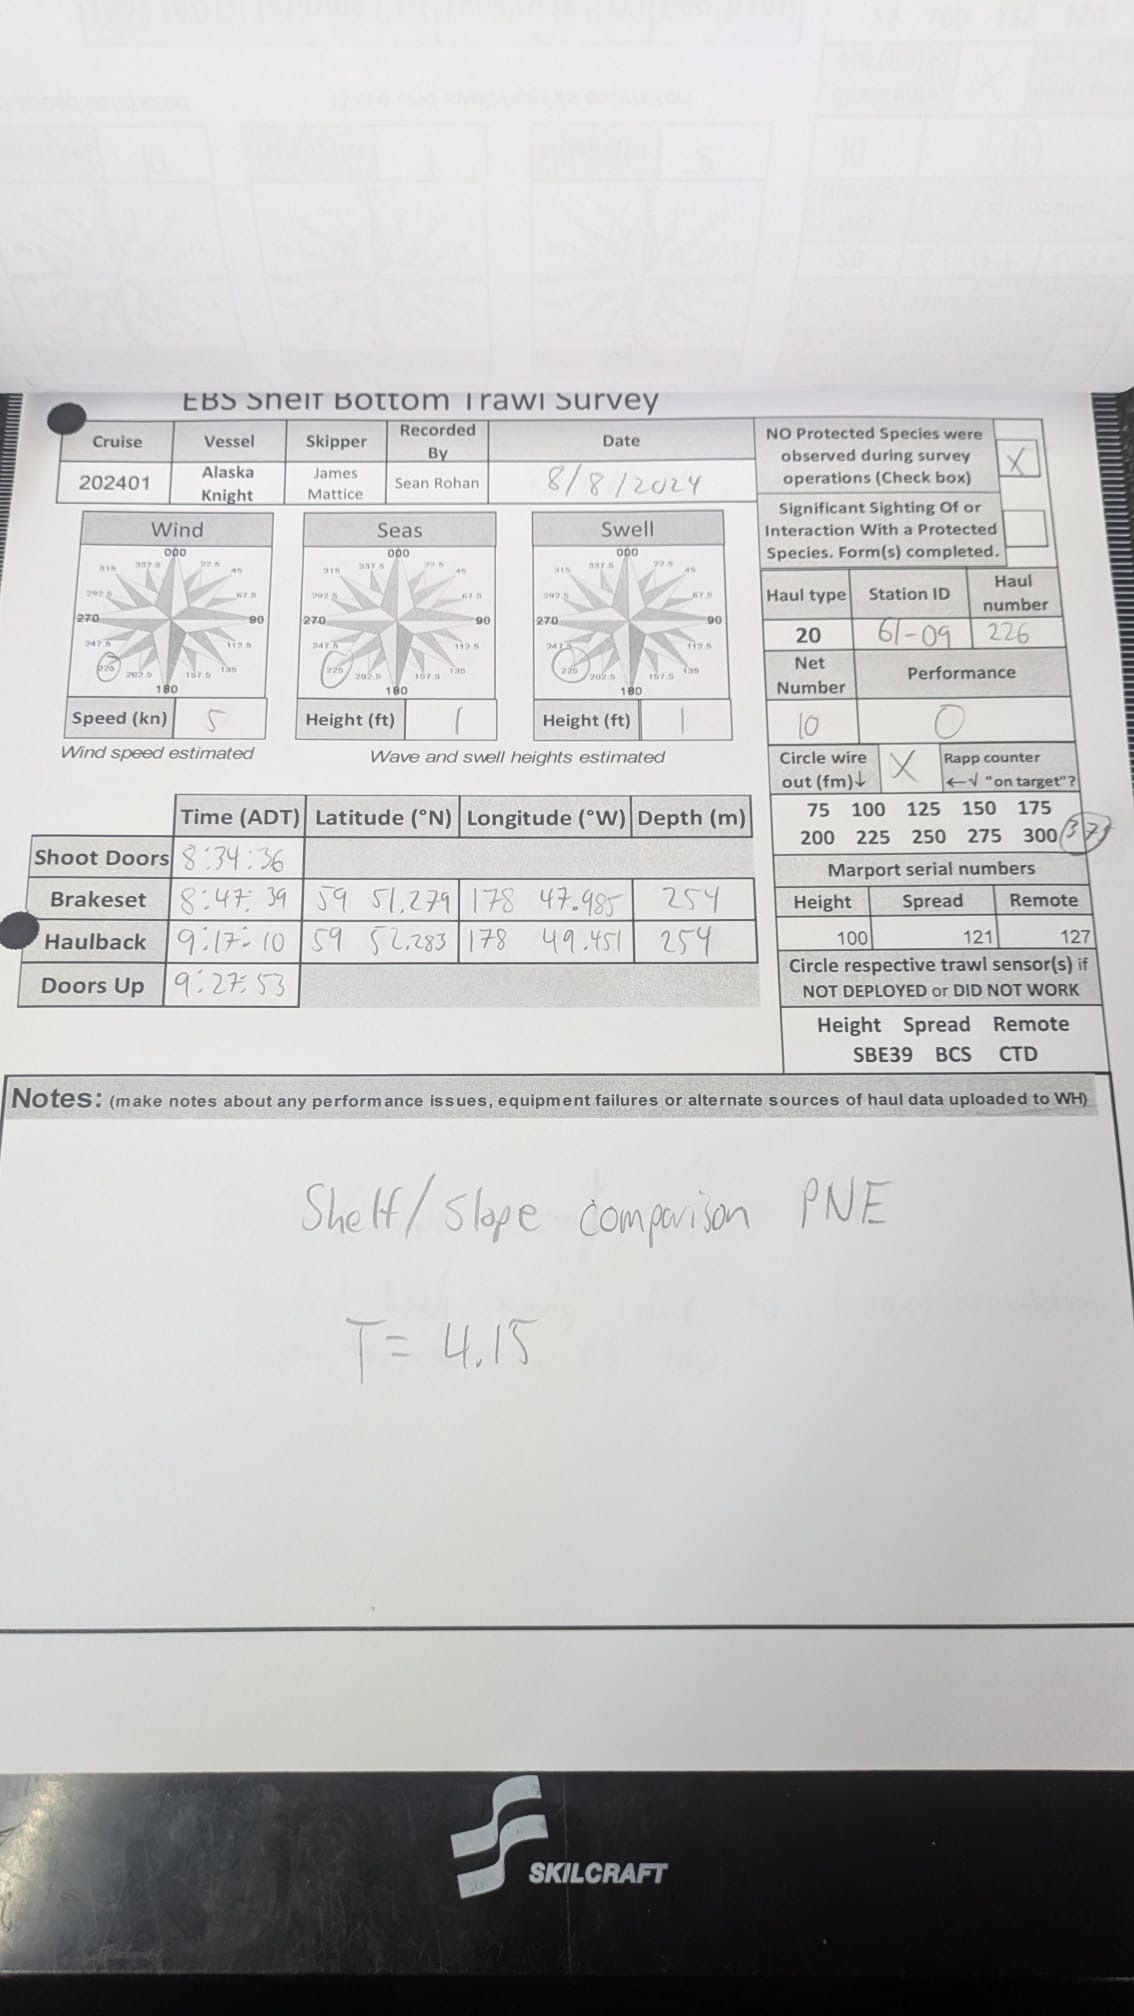 EBS Shelf Bottom Trawl Survey
Cruise Vessel Skipper Recorded By Date
202401 Alaska Knight James Mattice Sean Rohan 8/8/2024
NO Protected Species were observed during survey operations (Check box) X
Significant Sighting Of or Interaction With a Protected Species. Form(s) completed.
Wind Seas Swell
000 000 000
337.5 22.5 337.5 22.5 337.5 22.5
315 45 315 45 315 45
292.5 67.5 292.5 67.5 292.5 67.5
270 90 270 90 270 90
247.5 112.5 247.5 112.5 247.5 112.5
225 135 225 135 225 135
202.5 157.5 202.5 157.5 202.5 157.5
180 180 180
Speed (kn) 5 Height (ft) 1 Height (ft) 1
Wind speed estimated Wave and swell heights estimated
Haul type Station ID Haul number
20 61-09 226
Net Number Performance
10 0
Circle wire out (fm)↓ X Rapp counter ←√ "on target"?
75 100 125 150 175
200 225 250 275 300
Marport serial numbers
Height Spread Remote
100 121 127
Circle respective trawl sensor(s) if NOT DEPLOYED or DID NOT WORK
Height Spread Remote
SBE39 BCS CTD
Time (ADT) Latitude (°N) Longitude (°W) Depth (m)
Shoot Doors 8:34:36
Brakeset 8:47:39 59 51.279 178 47.985 254
Haulback 9:17:10 59 52.283 178 49.451 254
Doors Up 9:27:53
Notes: (make notes about any performance issues, equipment failures or alternate sources of haul data uploaded to WH)
Shelf/Slope comparison PNE
T= 4.15
SKILCRAFT